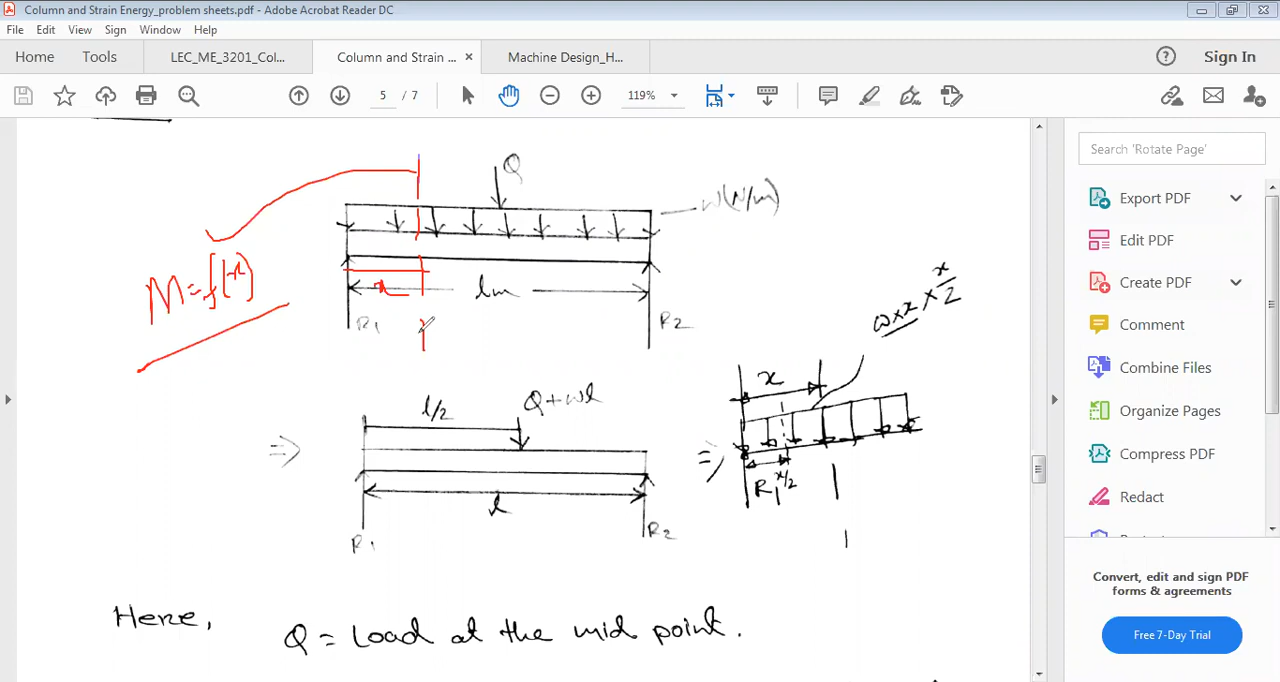 Column and Strain Energy_problem sheets.pdf - Adobe Acrobat Reader DC
File Edit View Sign Window Help
Home Tools LEC_ME_3201_Col... Column and Strain ... × Machine Design_H... Sign In
5 / 7 119%
Search 'Rotate Page'
Export PDF
Edit PDF
Create PDF
Comment
Combine Files
Organize Pages
Compress PDF
Redact
Convert, edit and sign PDF
forms & agreements
Free 7-Day Trial
Q
w(N/m)
M=f(x)
x
lm
R1
R2
ω×x × x/2
x
l/2
Q+wl
⇒
⇒
R1
x/2
l
R1
R2
Here, Q = Load at the mid point.